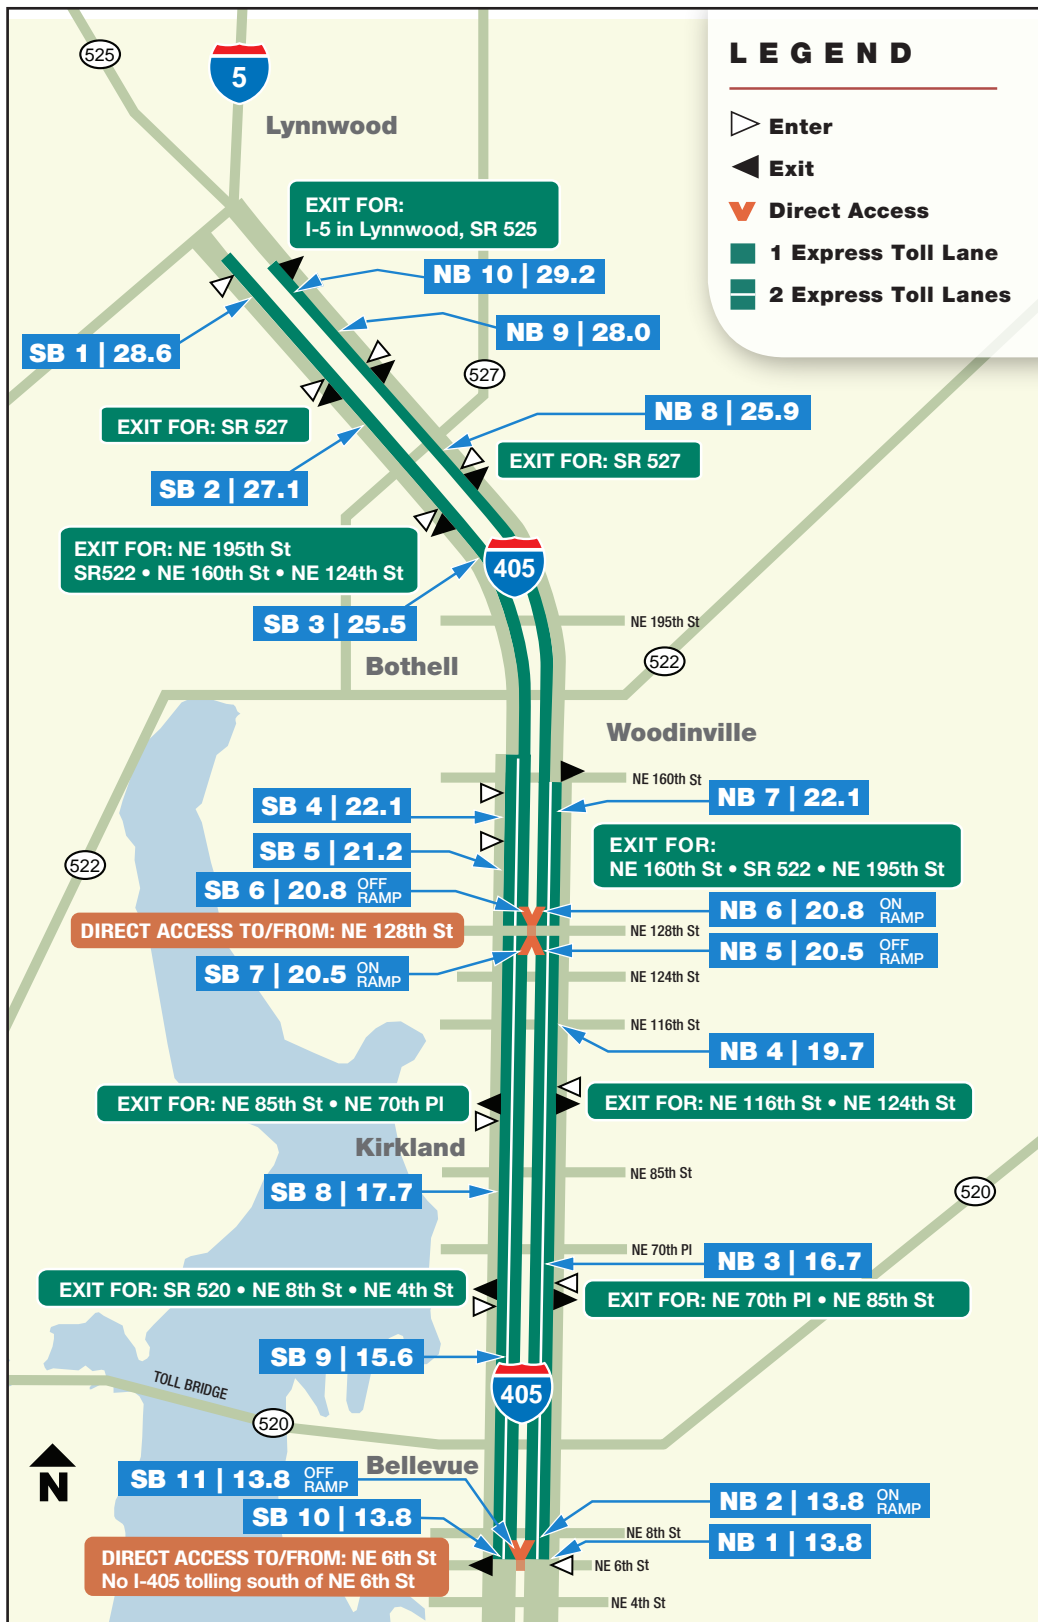 LEGEND
Enter
Exit
Direct Access
1 Express Toll Lane
2 Express Toll Lanes
525
5
Lynnwood
EXIT FOR:
I-5 in Lynnwood, SR 525
NB 10 | 29.2
NB 9 | 28.0
SB 1 | 28.6
527
NB 8 | 25.9
EXIT FOR: SR 527
EXIT FOR: SR 527
SB 2 | 27.1
EXIT FOR: NE 195th St
SR522 • NE 160th St • NE 124th St
405
SB 3 | 25.5
NE 195th St
Bothell
522
Woodinville
NE 160th St
SB 4 | 22.1
NB 7 | 22.1
SB 5 | 21.2
EXIT FOR:
NE 160th St • SR 522 • NE 195th St
522
SB 6 | 20.8 OFF RAMP
NB 6 | 20.8 ON RAMP
DIRECT ACCESS TO/FROM: NE 128th St
NE 128th St
NB 5 | 20.5 OFF RAMP
SB 7 | 20.5 ON RAMP
NE 124th St
NE 116th St
NB 4 | 19.7
EXIT FOR: NE 85th St • NE 70th Pl
EXIT FOR: NE 116th St • NE 124th St
Kirkland
NE 85th St
SB 8 | 17.7
520
NE 70th Pl
NB 3 | 16.7
EXIT FOR: SR 520 • NE 8th St • NE 4th St
EXIT FOR: NE 70th Pl • NE 85th St
SB 9 | 15.6
405
TOLL BRIDGE
520
N
Bellevue
SB 11 | 13.8 OFF RAMP
NB 2 | 13.8 ON RAMP
SB 10 | 13.8
NE 8th St
NB 1 | 13.8
DIRECT ACCESS TO/FROM: NE 6th St
No I-405 tolling south of NE 6th St
NE 6th St
NE 4th St